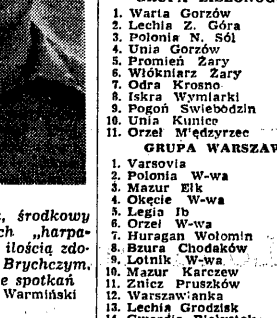 1. Warta Gorzów
2. Lechia Z. Góra
3. Polonia N. Sól
4. Unia Gorzów
5. Promień Żary
6. Włókniarz Żary
7. Odra Krosno
8. Iskra Wymiarki
9. Pogoń Świebodzin
10. Unia Kunice
11. Orzeł M'ędzyrzec
GRUPA WARSZAW
1. Varsovia
2. Polonia W-wa
3. Mazur Ełk
4. Okęcie W-wa
5. Legia Ib
6. Orzeł W-wa
7. Huragan Wołomin
8. Bzura Chodaków
9. Lotnik W-wa
10. Mazur Karczew
11. Znicz Pruszków
12. Warszaw'anka
13. Lechia Grodzisk
środkowy
ch „harpa-
ilością zdo-
Brychczym.
e spotkań
Warmiński